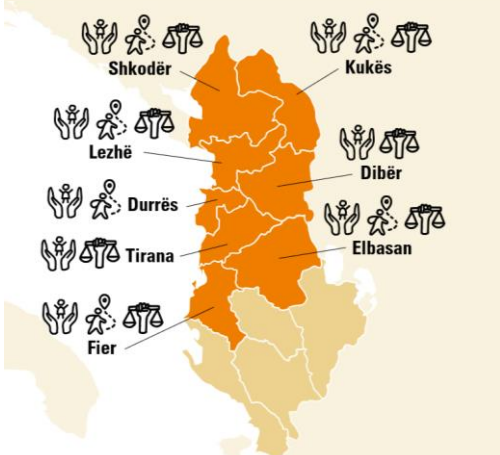 Shkodër
Kukës
Lezhë
Dibër
Durrës
Tirana
Elbasan
Fier